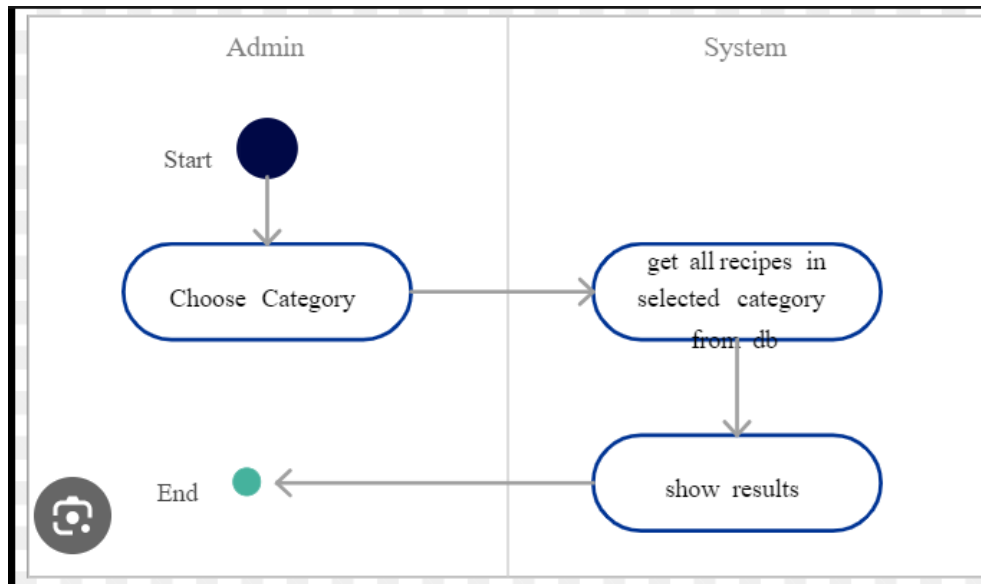 Admin
System
Start
Choose Category
get all recipes in
selected category
from db
show results
End